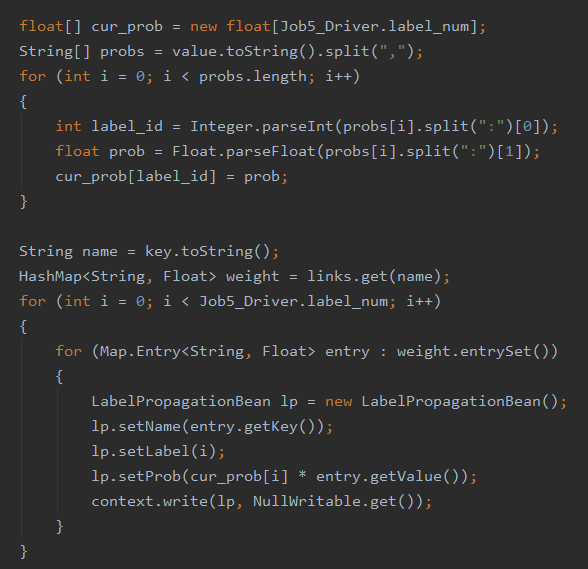 float[] cur_prob = new float[Job5_Driver.label_num];
String[] probs = value.toString().split(",");
for (int i = 0; i < probs.length; i++)
{
    int label_id = Integer.parseInt(probs[i].split(":")[0]);
    float prob = Float.parseFloat(probs[i].split(":")[1]);
    cur_prob[label_id] = prob;
}

String name = key.toString();
HashMap<String, Float> weight = links.get(name);
for (int i = 0; i < Job5_Driver.label_num; i++)
{
    for (Map.Entry<String, Float> entry : weight.entrySet())
    {
        LabelPropagationBean lp = new LabelPropagationBean();
        lp.setName(entry.getKey());
        lp.setLabel(i);
        lp.setProb(cur_prob[i] * entry.getValue());
        context.write(lp, NullWritable.get());
    }
}